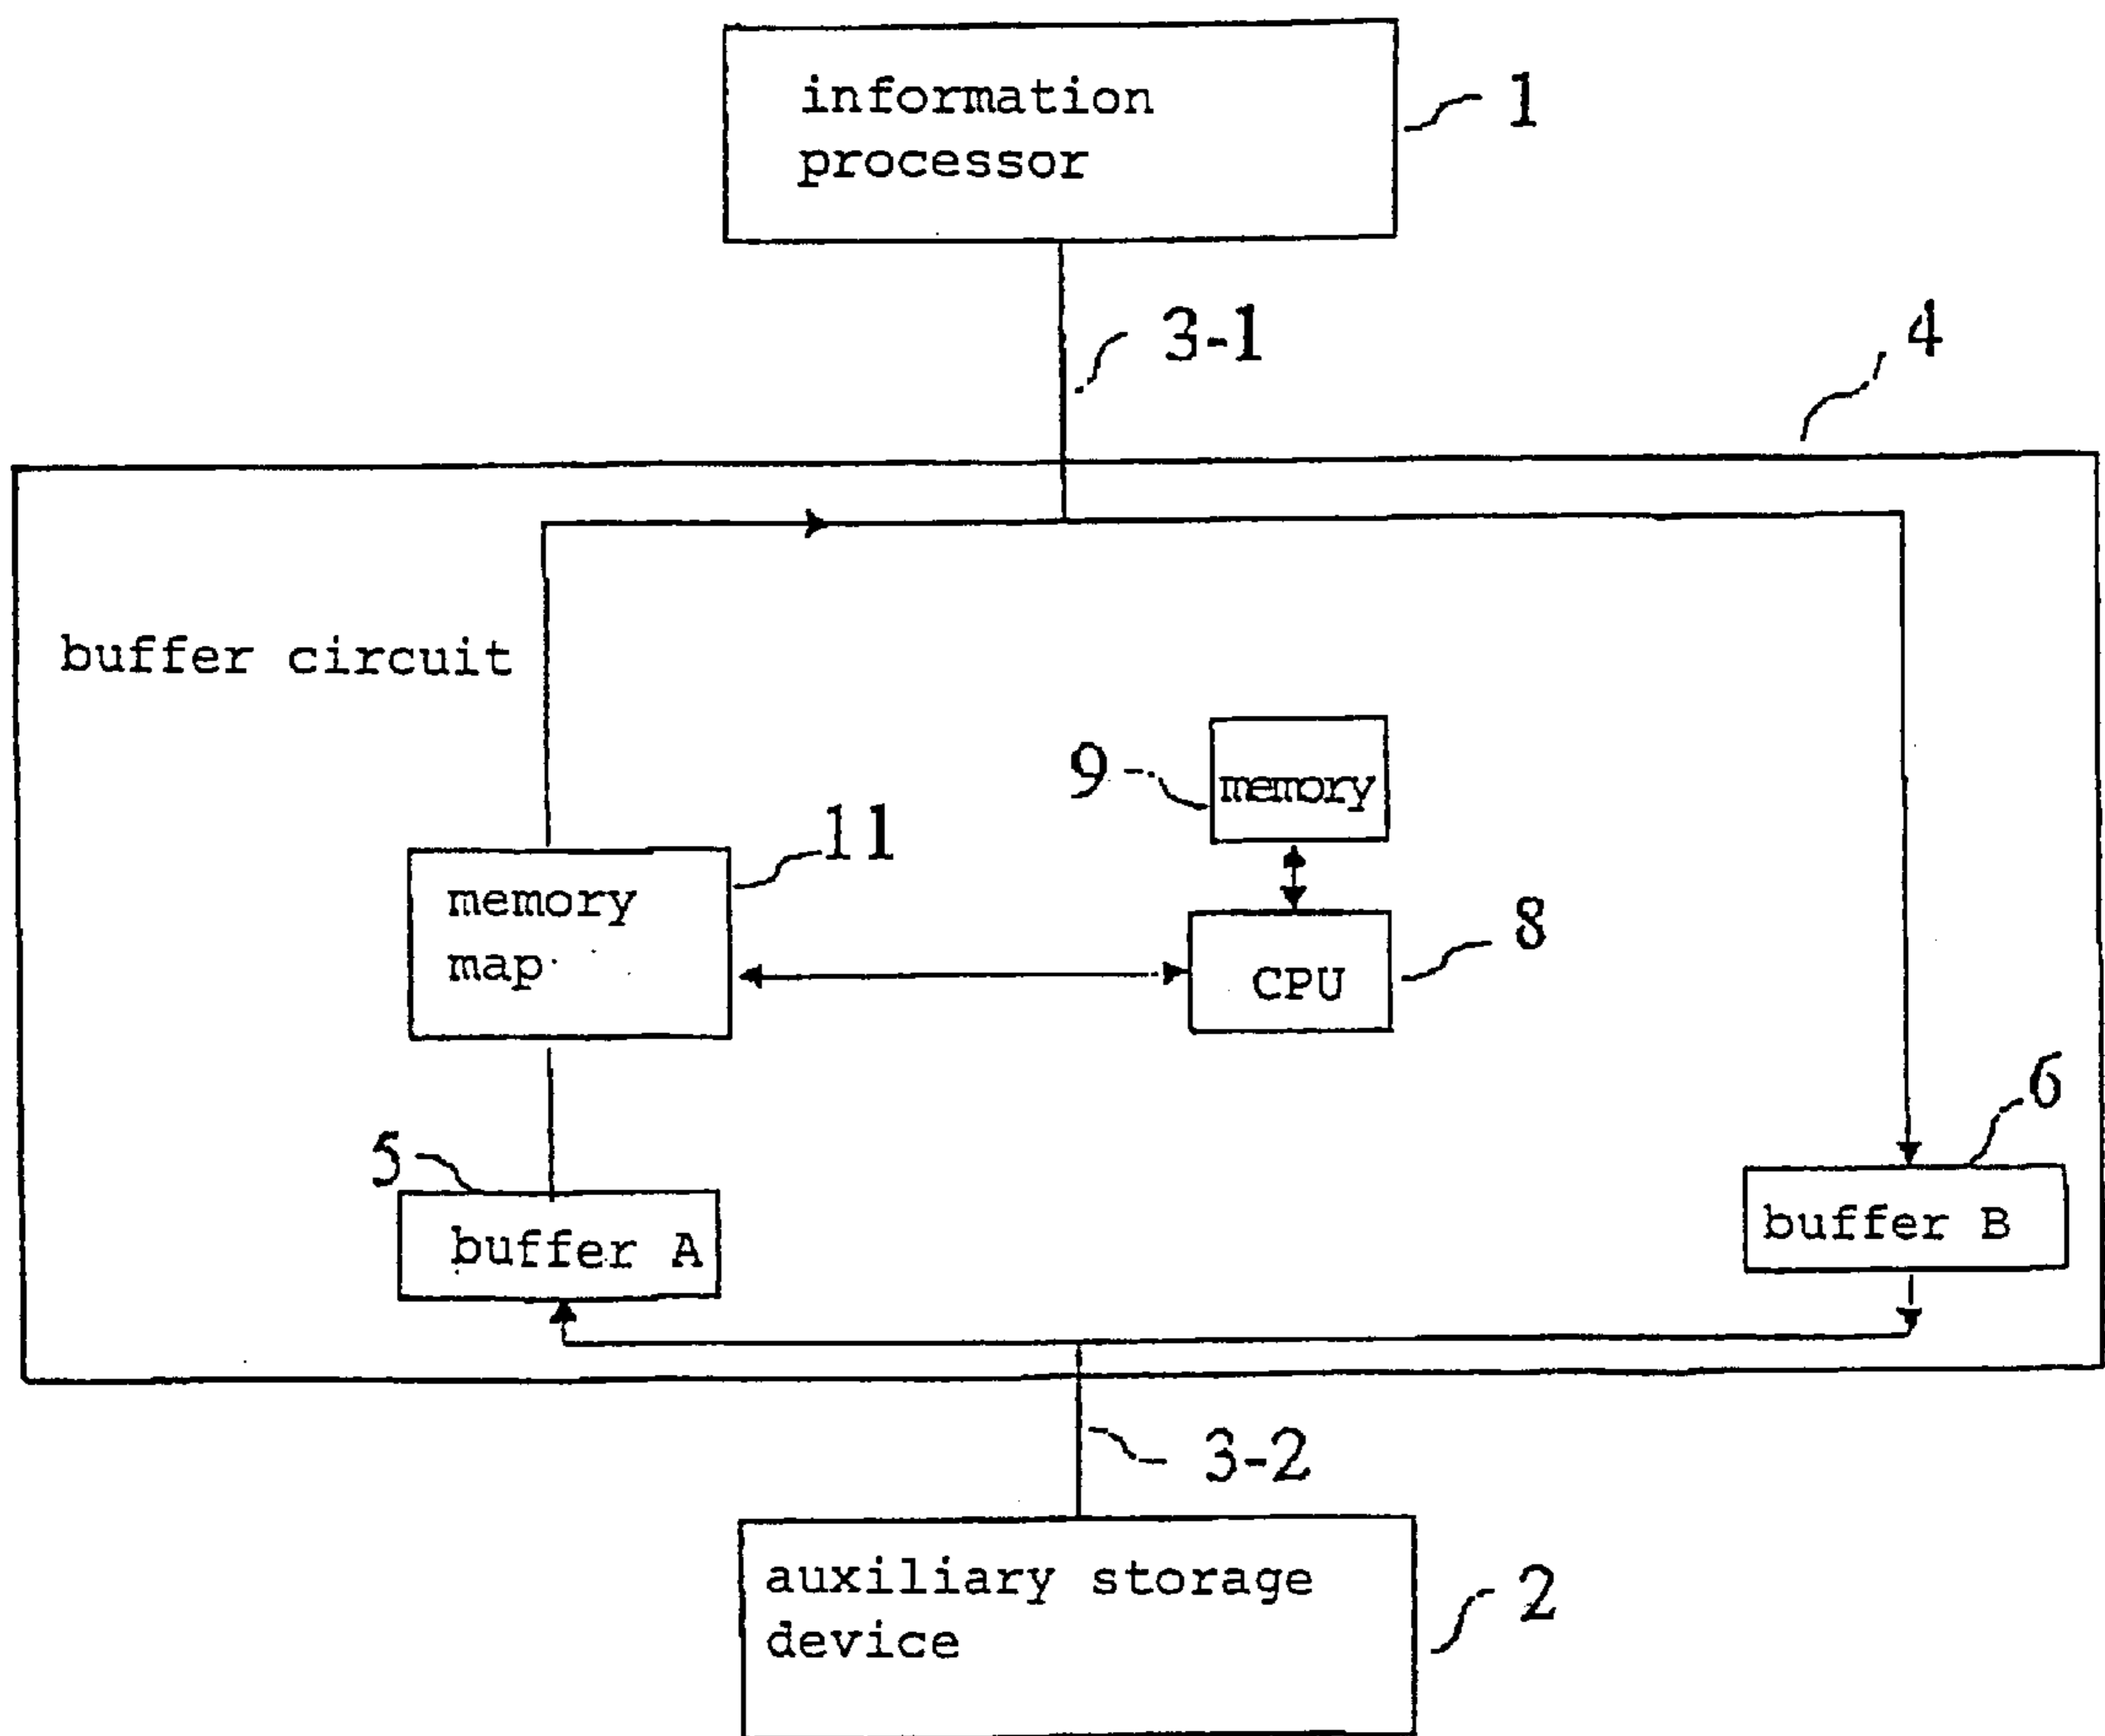 information
processor
1
3-1
4
buffer circuit
9
memory
11
memory
map
8
CPU
6
5
buffer A
buffer B
3-2
auxiliary storage
device
2